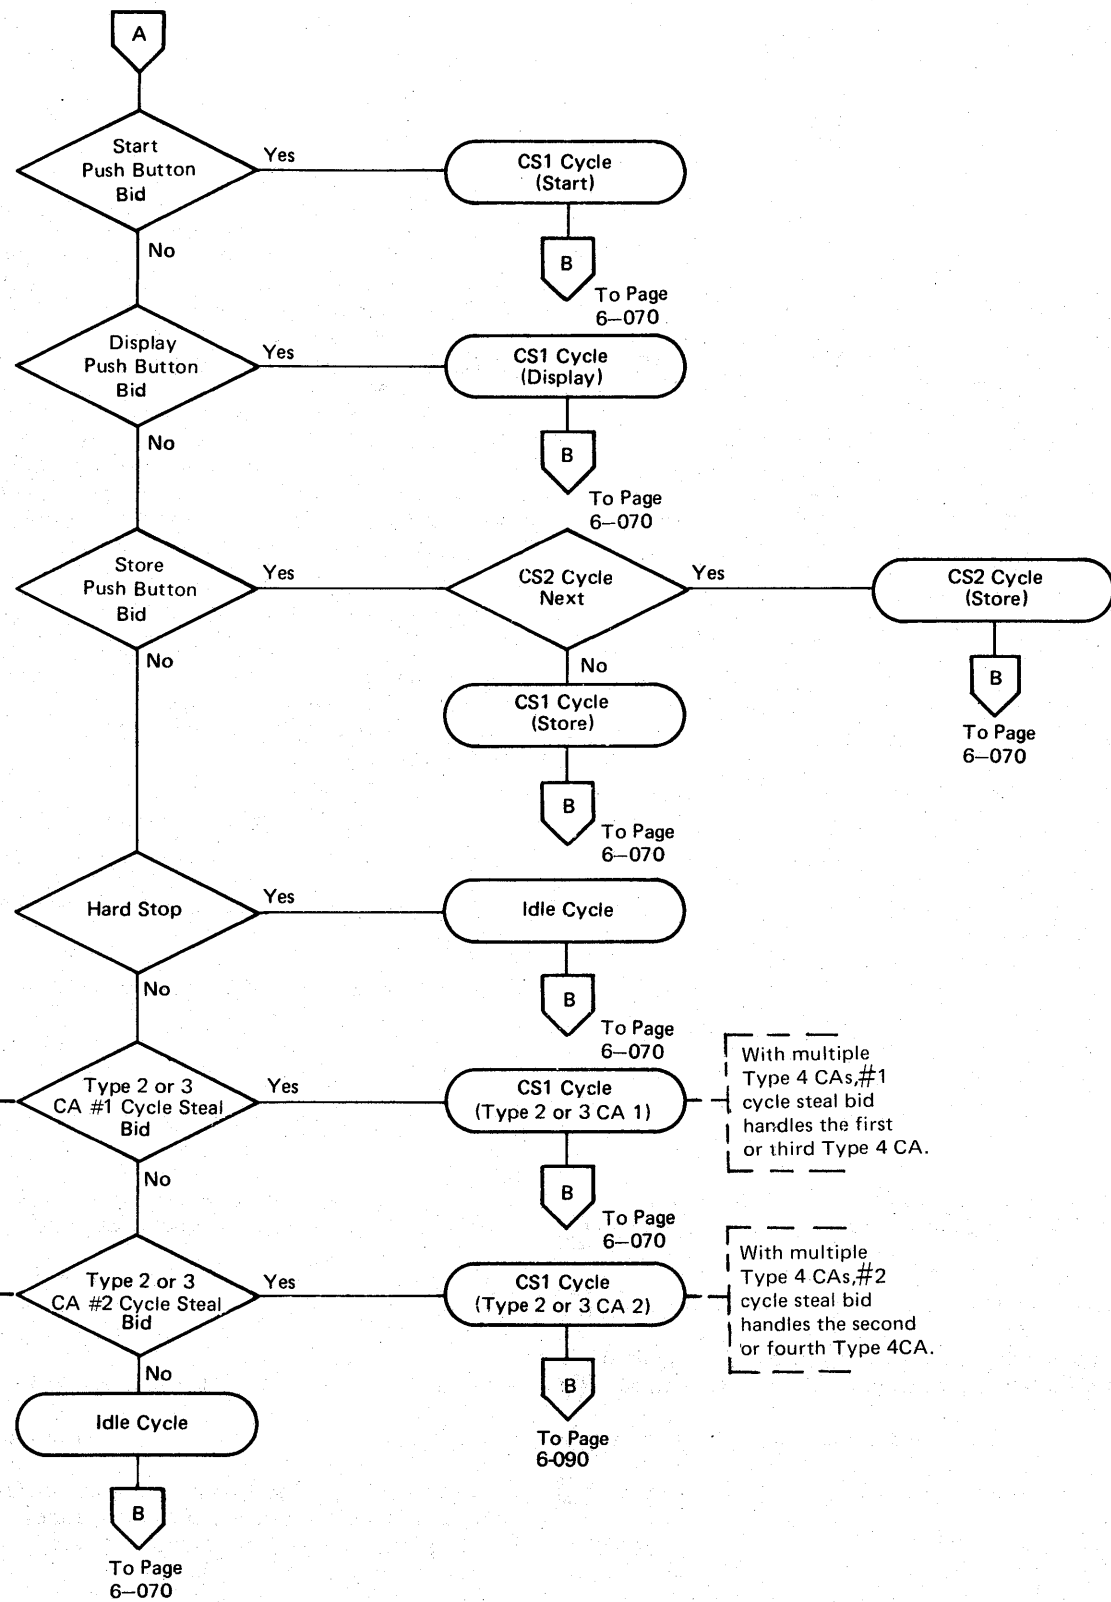 A
Start
Push Button
Bid
Yes
CS1 Cycle
(Start)
B
To Page
6—070
No
Display
Push Button
Bid
Yes
CS1 Cycle
(Display)
B
To Page
6—070
No
Store
Push Button
Bid
Yes
CS2 Cycle
Next
Yes
CS2 Cycle
(Store)
B
To Page
6—070
No
CS1 Cycle
(Store)
B
To Page
6—070
No
Hard Stop
Yes
Idle Cycle
B
To Page
6—070
No
Type 2 or 3
CA #1 Cycle Steal
Bid
Yes
CS1 Cycle
(Type 2 or 3 CA 1)
With multiple
Type 4 CAs,#1
cycle steal bid
handles the first
or third Type 4 CA.
B
To Page
6—070
No
Type 2 or 3
CA #2 Cycle Steal
Bid
Yes
CS1 Cycle
(Type 2 or 3 CA 2)
With multiple
Type 4 CAs,#2
cycle steal bid
handles the second
or fourth Type 4CA.
B
To Page
6-090
No
Idle Cycle
B
To Page
6—070